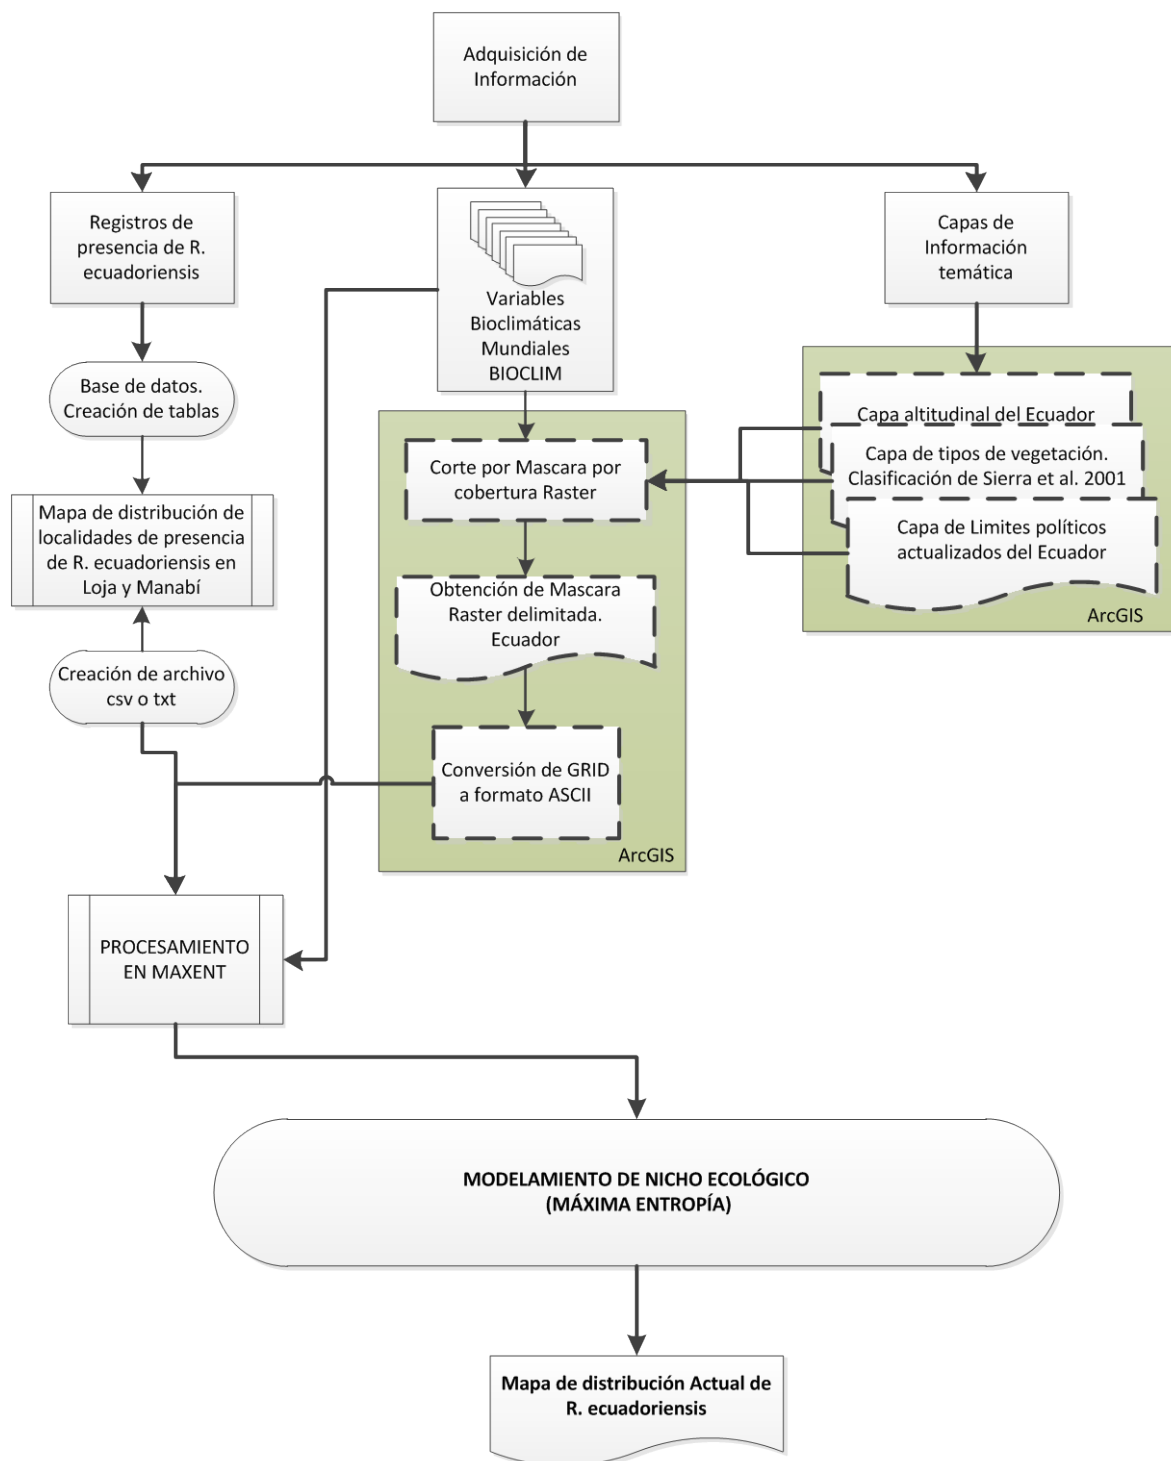 Adquisición de
Información
Registros de
presencia de R.
ecuadoriensis
Variables
Bioclimáticas
Mundiales
BIOCLIM
Capas de
Información
temática
Base de datos.
Creación de tablas
Mapa de distribución de
localidades de presencia
de R. ecuadoriensis en
Loja y Manabí
Creación de archivo
csv o txt
Corte por Mascara por
cobertura Raster
Obtención de Mascara
Raster delimitada.
Ecuador
Conversión de GRID
a formato ASCII
ArcGIS
Capa altitudinal del Ecuador
Capa de tipos de vegetación.
Clasificación de Sierra et al. 2001
Capa de Limites políticos
actualizados del Ecuador
ArcGIS
PROCESAMIENTO
EN MAXENT
MODELAMIENTO DE NICHO ECOLÓGICO
(MÁXIMA ENTROPÍA)
Mapa de distribución Actual de
R. ecuadoriensis